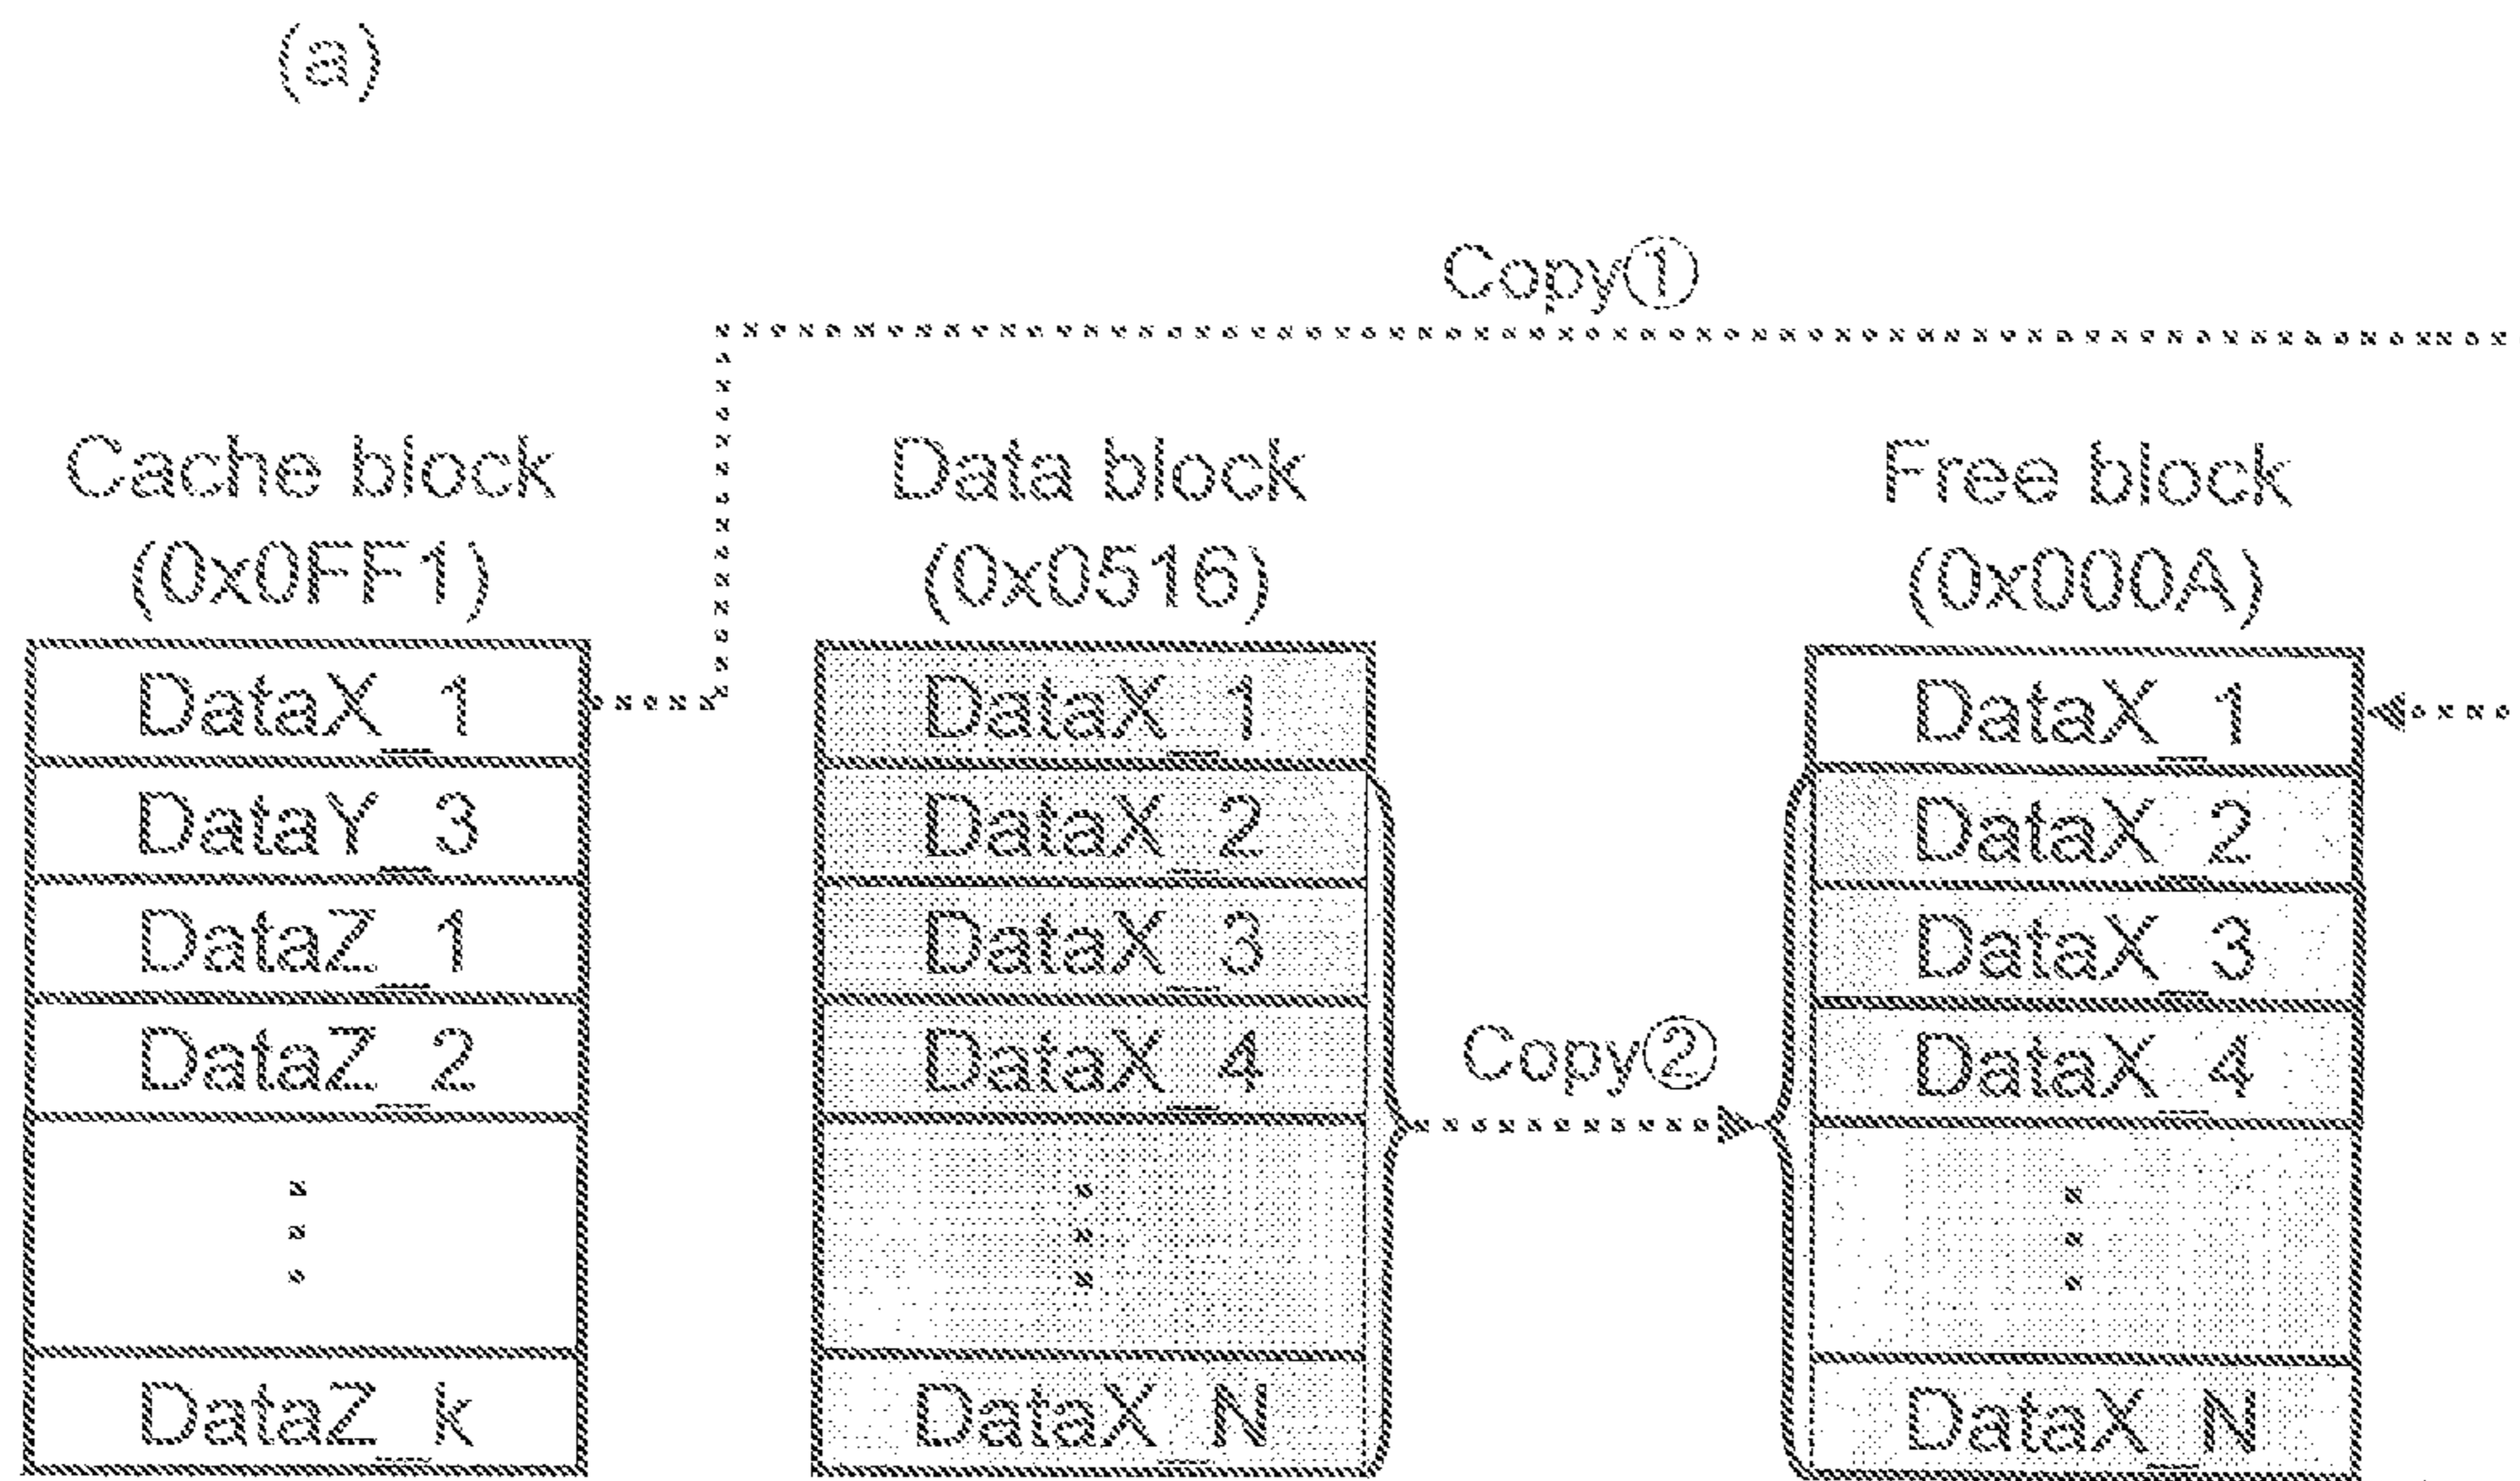 (a)
Copy①
Cache block
(0x0FF1)
DataX_1
DataY_3
DataZ_1
DataZ_2
DataZ_k
Data block
(0x0516)
DataX_1
DataX_2
DataX_3
DataX_4
DataX_N
Copy②
Free block
(0x000A)
DataX_1
DataX_2
DataX_3
DataX_4
DataX_N